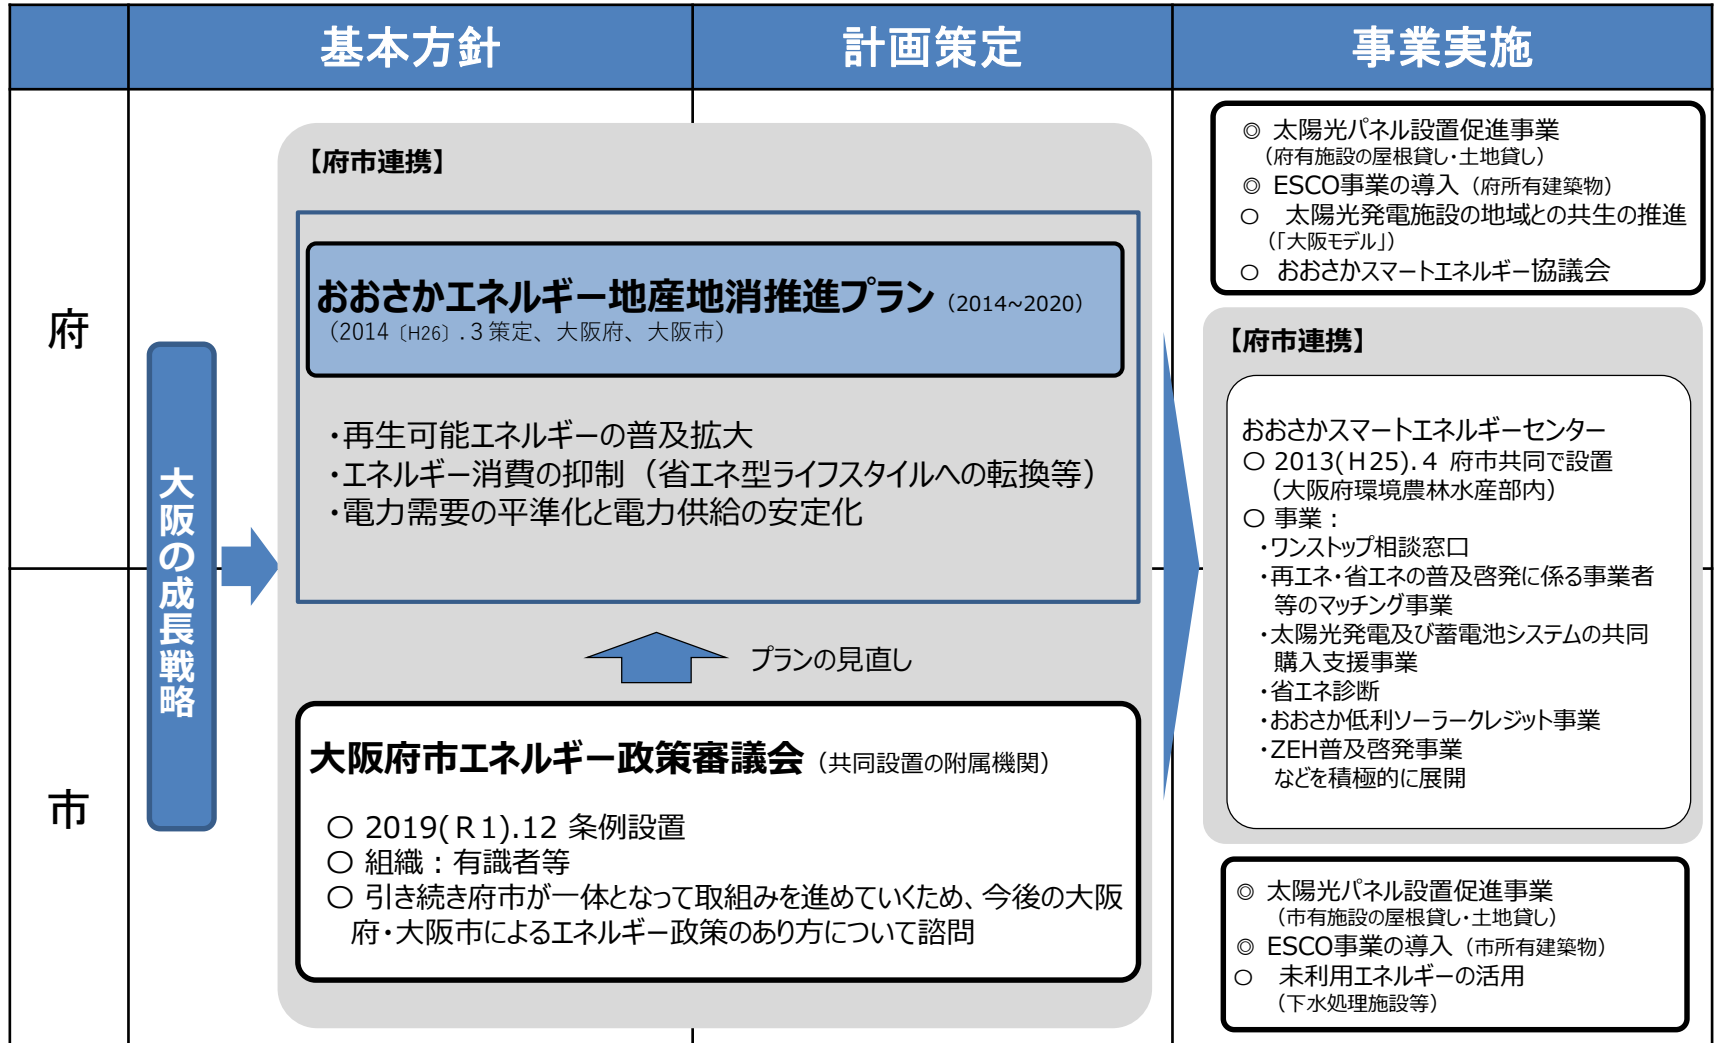 基本方針
計画策定
事業実施
府
市
大阪の成長戦略
【府市連携】
おおさかエネルギー地産地消推進プラン（2014~2020）
（2014〔H26〕.3策定、大阪府、大阪市）
・再生可能エネルギーの普及拡大
・エネルギー消費の抑制（省エネ型ライフスタイルへの転換等）
・電力需要の平準化と電力供給の安定化
プランの見直し
大阪府市エネルギー政策審議会（共同設置の附属機関）
○ 2019(R1).12 条例設置
○ 組織：有識者等
○ 引き続き府市が一体となって取組みを進めていくため、今後の大阪
府・大阪市によるエネルギー政策のあり方について諮問
◎ 太陽光パネル設置促進事業
（府有施設の屋根貸し・土地貸し）
◎ ESCO事業の導入（府所有建築物）
○ 太陽光発電施設の地域との共生の推進
（「大阪モデル」）
○ おおさかスマートエネルギー協議会
【府市連携】
おおさかスマートエネルギーセンター
○ 2013(H25).4 府市共同で設置
（大阪府環境農林水産部内）
○ 事業：
・ワンストップ相談窓口
・再エネ・省エネの普及啓発に係る事業者
等のマッチング事業
・太陽光発電及び蓄電池システムの共同
購入支援事業
・省エネ診断
・おおさか低利ソーラークレジット事業
・ZEH普及啓発事業
などを積極的に展開
◎ 太陽光パネル設置促進事業
（市有施設の屋根貸し・土地貸し）
◎ ESCO事業の導入（市所有建築物）
○ 未利用エネルギーの活用
（下水処理施設等）